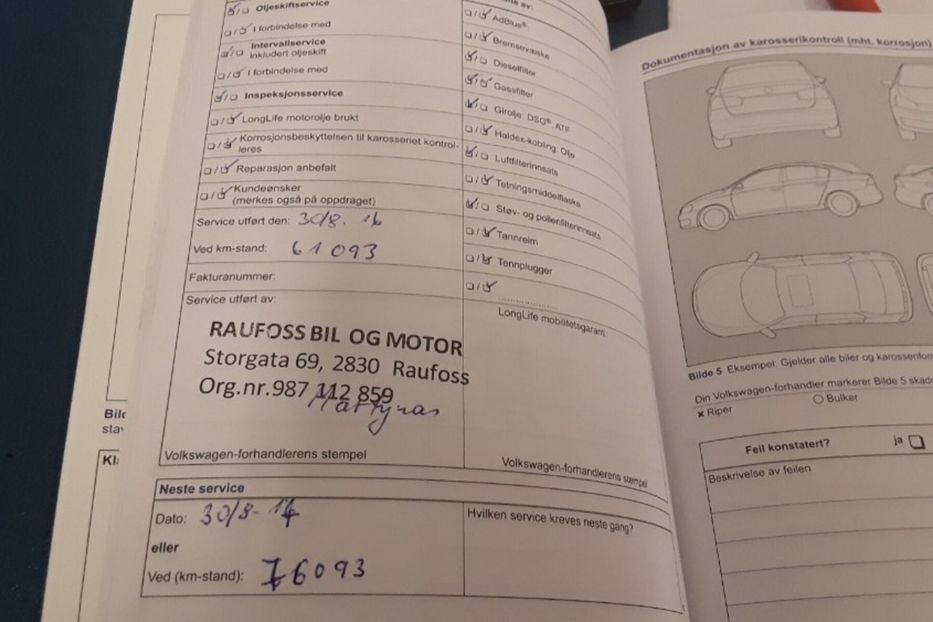 Oljeskiftservice
I forbindelse med
Intervallservice
Inkludert oljeskift
I forbindelse med
Inspeksjonsservice
LongLife motorolje brukt
Korrosjonsbeskyttelsen til karosseriet kontrol-
leres
Reparasjon anbefalt
Kundeønsker
(merkes også på oppdraget)
Service utført den: 30/8. 16
Ved km-stand: 61093
Fakturanummer:
Service utført av:
RAUFOSS BIL OG MOTOR
Storgata 69, 2830 Raufoss
Org.nr.987 112 859
Martynas
Volkswagen-forhandlerens stempel
av:
AdBlue®
Bremsevæske
Dieselfilter
Gassfilter
Girolje: DSG®, ATF
Haldex-kobling: Olje
Luftfilterinnsats
Tetningsmiddelflaske
Støv- og pollenfilterinnsats
Tannreim
Tennplugger
LongLife mobilitetsgaranti
Volkswagen-forhandlerens stempel
Neste service
Dato: 30/8-17
eller
Ved (km-stand): 76093
Hvilken service kreves neste gang?
Dokumentasjon av karosserikontroll (mht. korrosjon)
Bilde 5 Eksempel: Gjelder alle biler og
Din Volkswagen-forhandler markerer Bilde 5
× Riper
Bulker
Feil konstatert?
ja
Beskrivelse av feilen